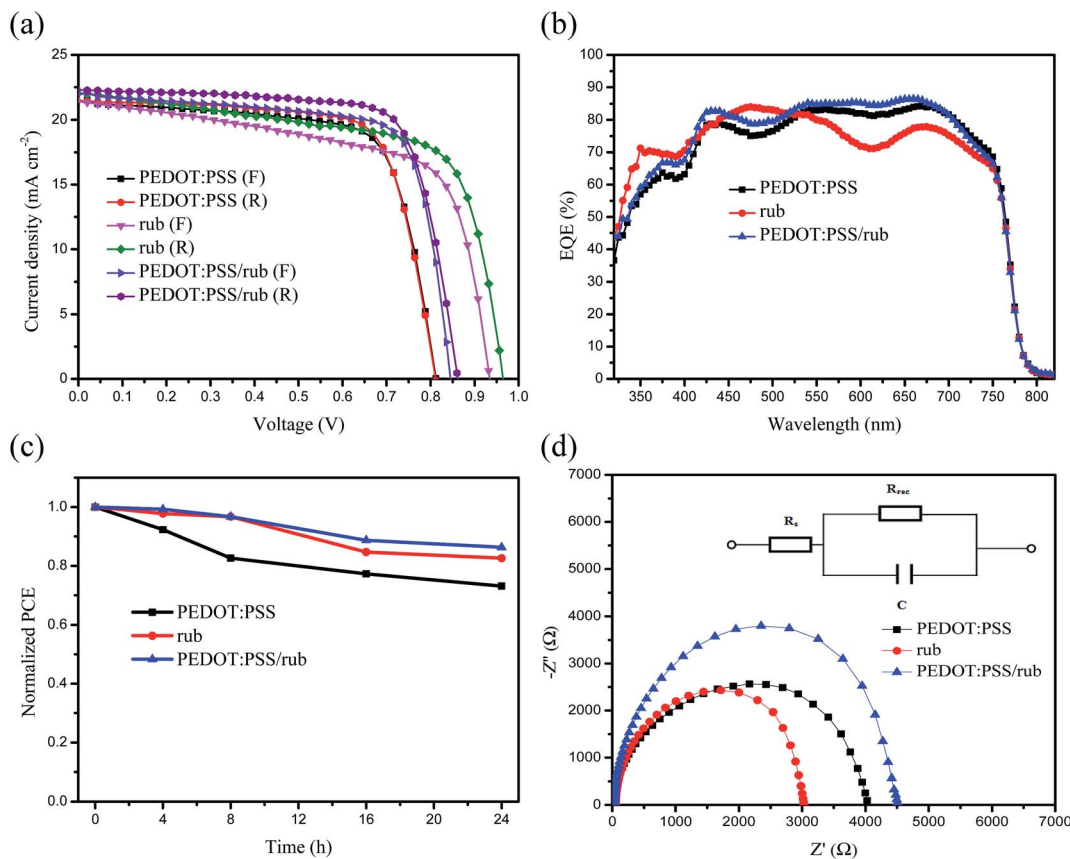 (a)
25
20
15
10
5
0
0.0 0.1 0.2 0.3 0.4 0.5 0.6 0.7 0.8 0.9 1.0
Current density (mA cm⁻²)
Voltage (V)
PEDOT:PSS (F)
PEDOT:PSS (R)
rub (F)
rub (R)
PEDOT:PSS/rub (F)
PEDOT:PSS/rub (R)
(b)
100
90
80
70
60
50
40
30
20
10
0
350 400 450 500 550 600 650 700 750 800
EQE (%)
Wavelength (nm)
PEDOT:PSS
rub
PEDOT:PSS/rub
(c)
1.0
0.8
0.6
0.4
0.2
0.0
0 4 8 12 16 20 24
Normalized PCE
Time (h)
PEDOT:PSS
rub
PEDOT:PSS/rub
(d)
7000
6000
5000
4000
3000
2000
1000
0
0 1000 2000 3000 4000 5000 6000 7000
-Z'' (Ω)
Z' (Ω)
Rrec
Rs
C
PEDOT:PSS
rub
PEDOT:PSS/rub